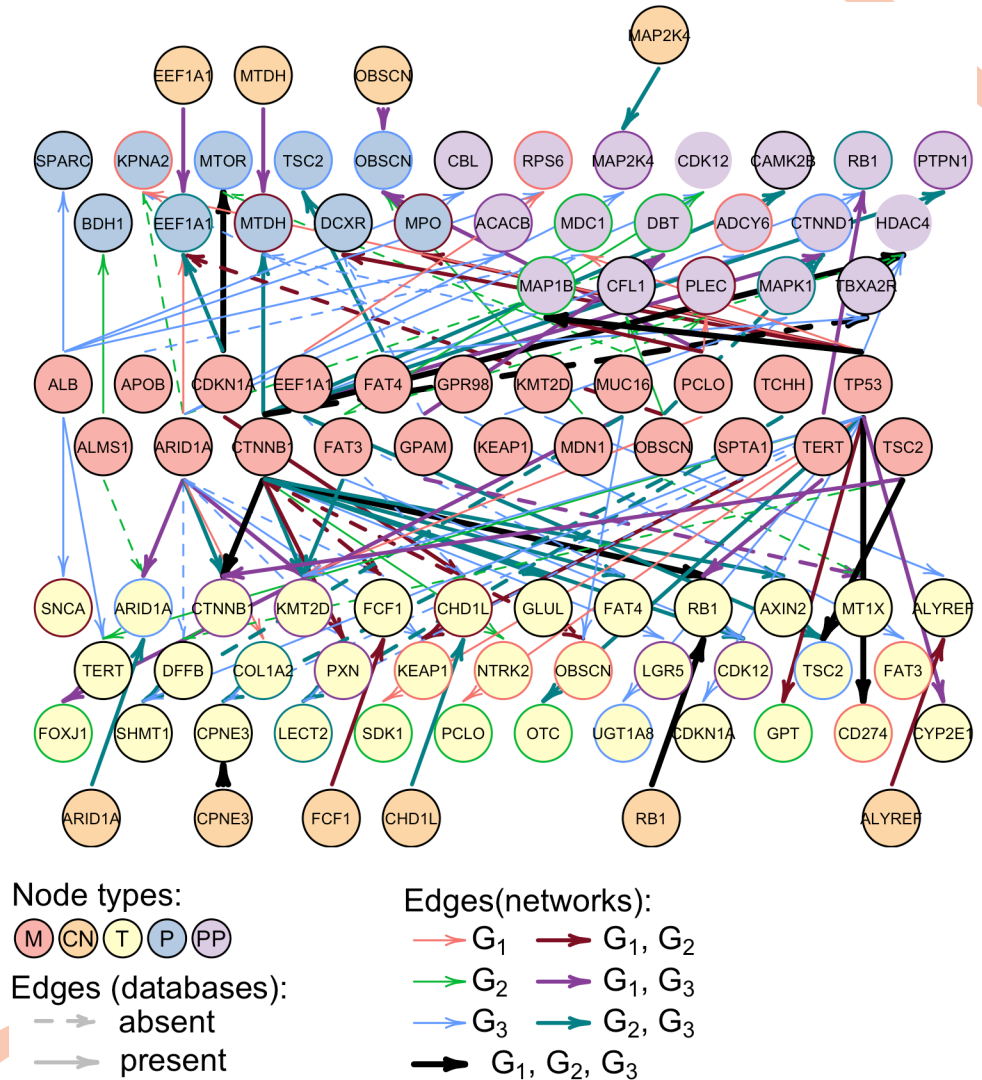 MAP2K4
EEF1A1 MTDH OBSCN
SPARC KPNA2 MTOR TSC2 OBSCN CBL RPS6 MAP2K4 CDK12 CAMK2B RB1 PTPN1
BDH1 EEF1A1 MTDH DCXR MPO ACACB MDC1 DBT ADCY6 CTNND1 HDAC4
MAP1B CFL1 PLEC MAPK1 TBXA2R
ALB APOB CDKN1A EEF1A1 FAT4 GPR98 KMT2D MUC16 PCLO TCHH TP53
ALMS1 ARID1A CTNNB1 FAT3 GPAM KEAP1 MDN1 OBSCN SPTA1 TERT TSC2
SNCA ARID1A CTNNB1 KMT2D FCF1 CHD1L GLUL FAT4 RB1 AXIN2 MT1X ALYREF
TERT DFFB COL1A2 PXN KEAP1 NTRK2 OBSCN LGR5 CDK12 TSC2 FAT3
FOXJ1 SHMT1 CPNE3 LECT2 SDK1 PCLO OTC UGT1A8 CDKN1A GPT CD274 CYP2E1
ARID1A CPNE3 FCF1 CHD1L RB1 ALYREF
Node types:
M CN T P PP
Edges (databases):
absent
present
Edges(networks):
G1 G1, G2
G2 G1, G3
G3 G2, G3
G1, G2, G3